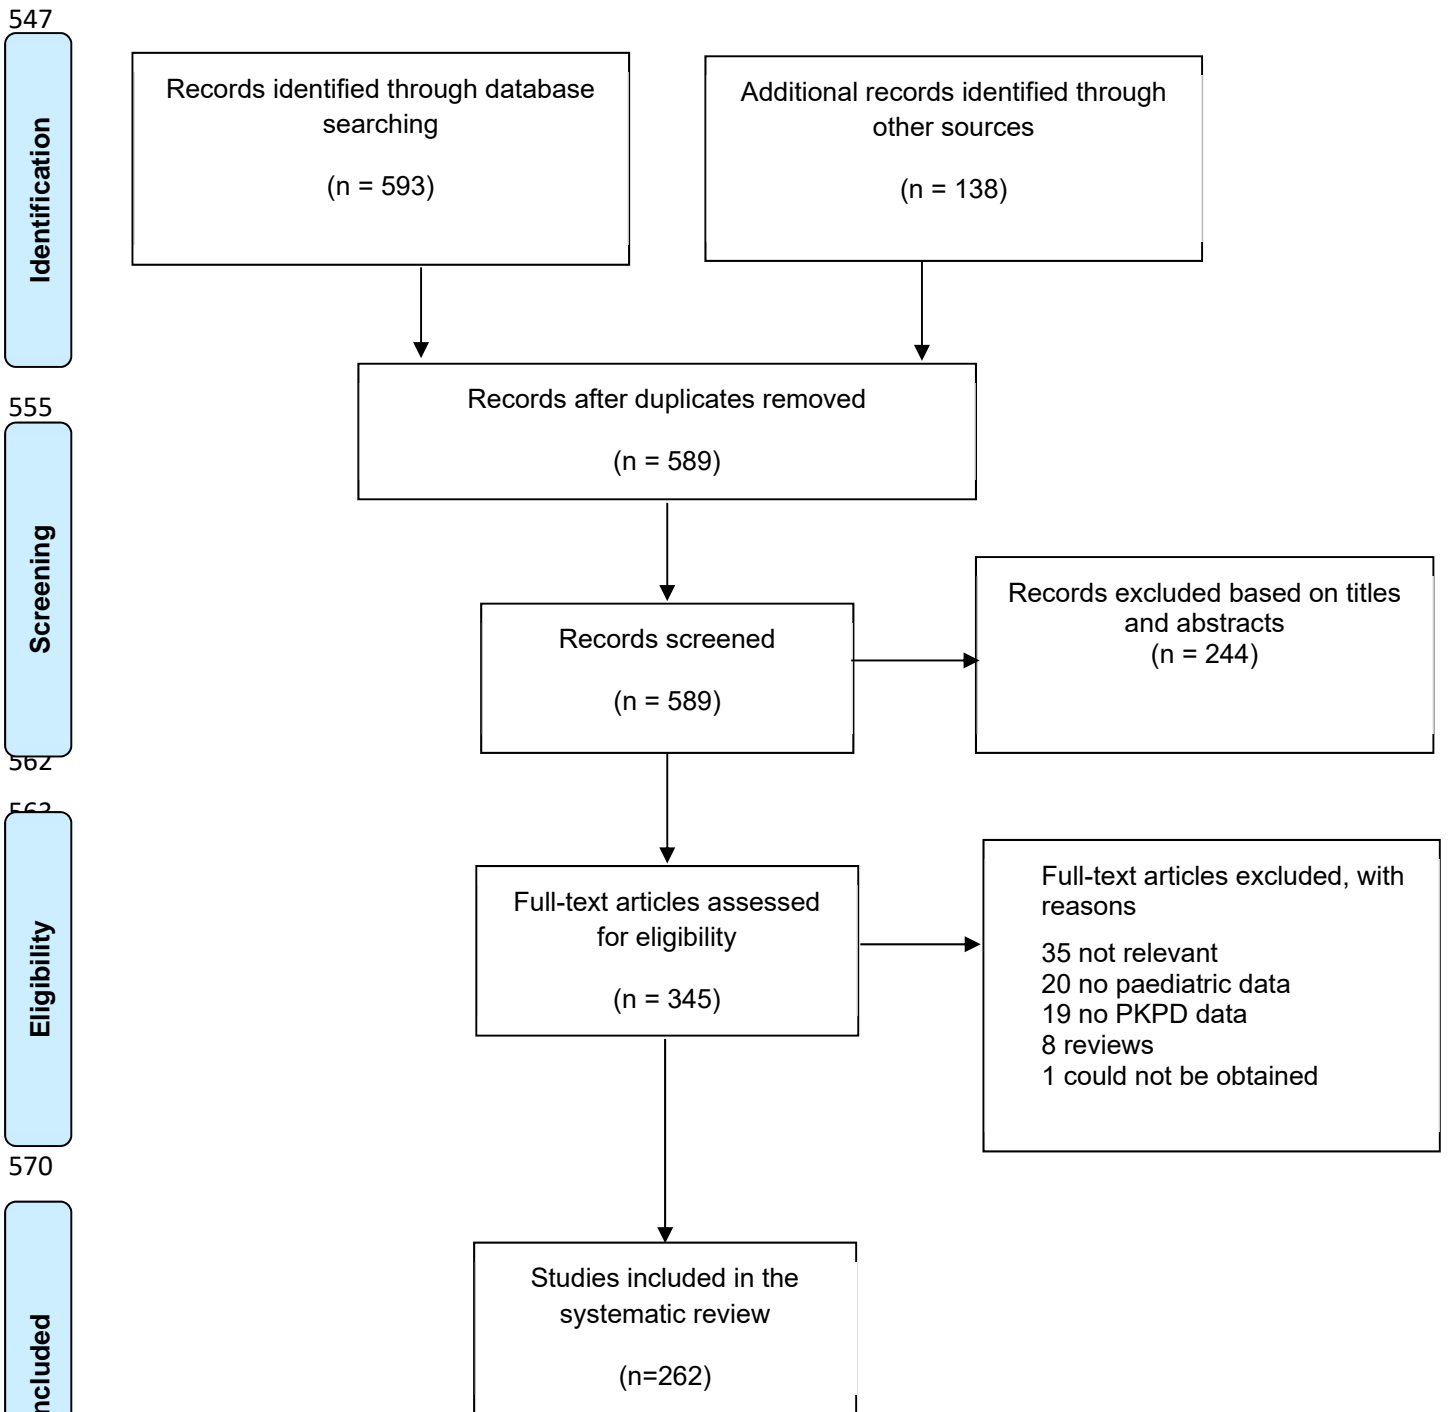 547
Identification
Records identified through database
searching
(n = 593)
Additional records identified through
other sources
(n = 138)
Records after duplicates removed
(n = 589)
555
Screening
Records screened
(n = 589)
Records excluded based on titles
and abstracts
(n = 244)
562
563
Eligibility
Full-text articles assessed
for eligibility
(n = 345)
Full-text articles excluded, with
reasons
35 not relevant
20 no paediatric data
19 no PKPD data
8 reviews
1 could not be obtained
570
ncluded
Studies included in the
systematic review
(n=262)